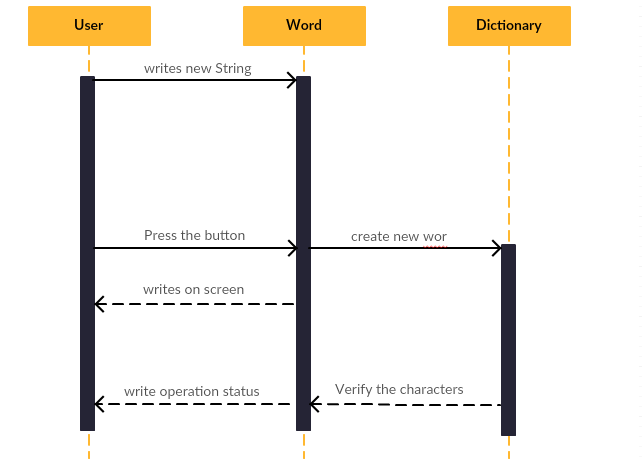 User
Word
Dictionary
writes new String
Press the button
create new wor
writes on screen
write operation status
Verify the characters